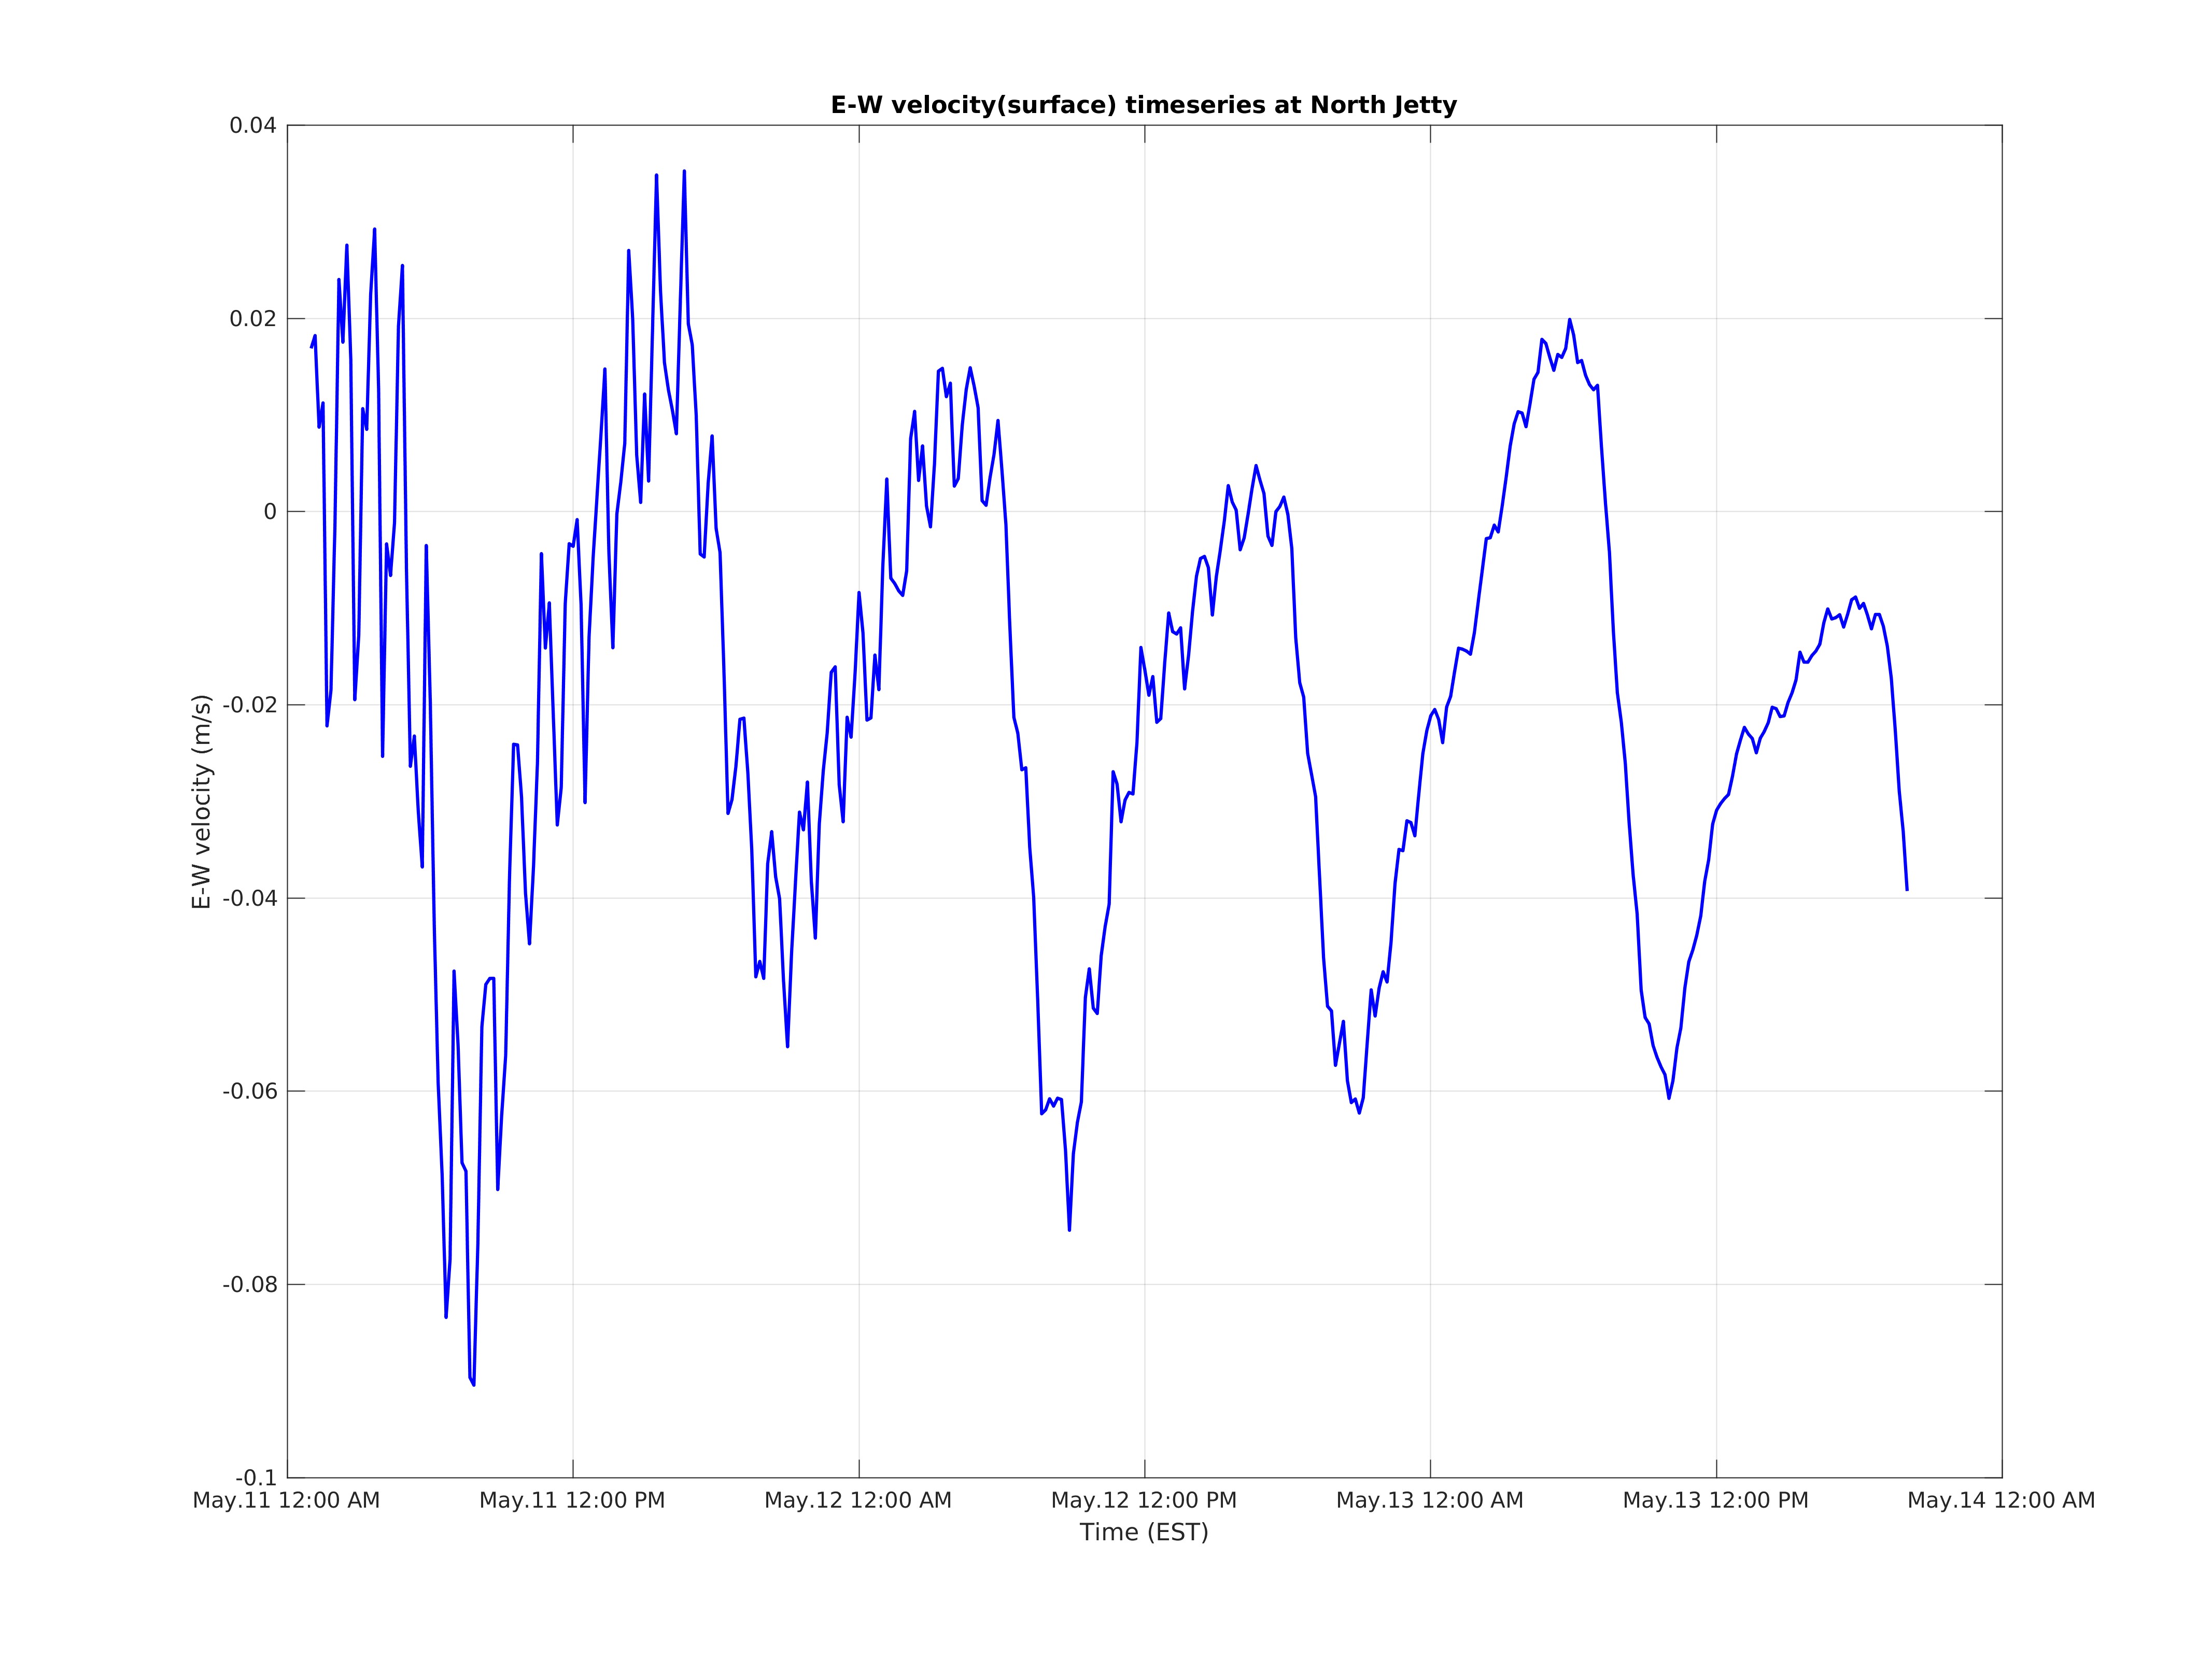 E-W velocity(surface) timeseries at North Jetty
0.04
0.02
0
-0.02
-0.04
-0.06
-0.08
-0.1
E-W velocity (m/s)
May.11 12:00 AM May.11 12:00 PM May.12 12:00 AM May.12 12:00 PM May.13 12:00 AM May.13 12:00 PM May.14 12:00 AM
Time (EST)